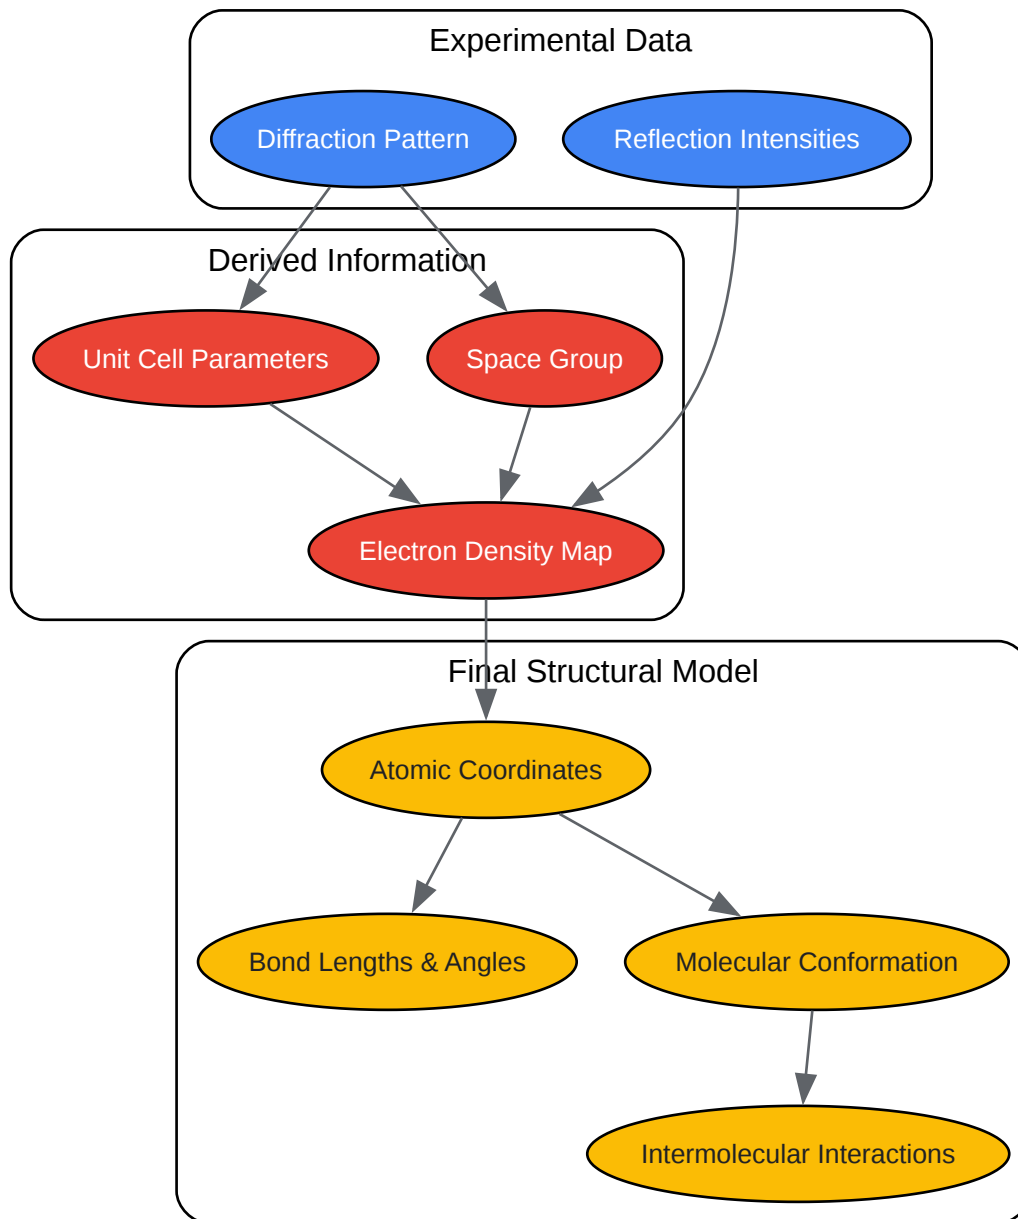 Experimental Data
Diffraction Pattern
Reflection Intensities
Derived Information
Unit Cell Parameters
Space Group
Electron Density Map
Final Structural Model
Atomic Coordinates
Bond Lengths & Angles
Molecular Conformation
Intermolecular Interactions